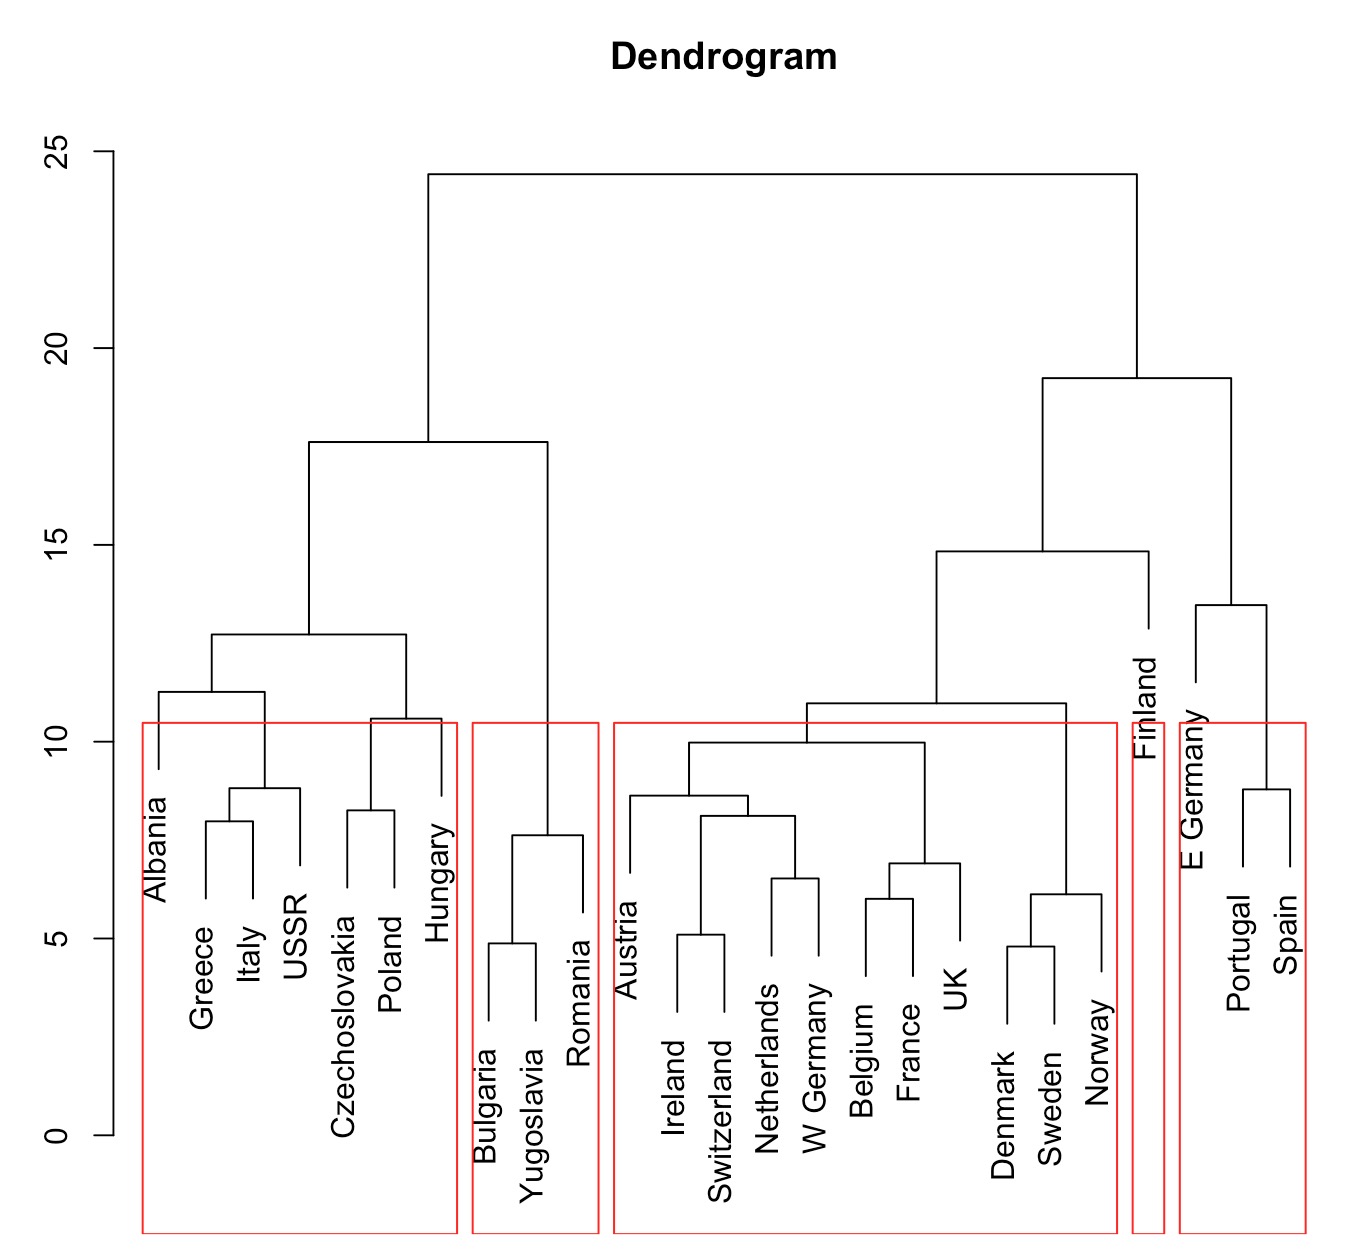 Dendrogram
25
20
15
10
5
0
Albania
Greece
Italy
USSR
Czechoslovakia
Poland
Hungary
Bulgaria
Yugoslavia
Romania
Austria
Ireland
Switzerland
Netherlands
W Germany
Belgium
France
UK
Denmark
Sweden
Norway
Finland
E Germany
Portugal
Spain